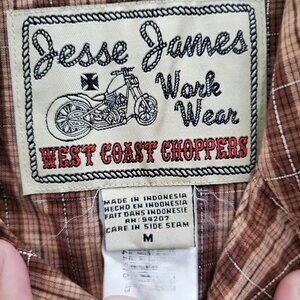 Jesse James
Work
Wear
WEST COAST CHOPPERS
MADE IN INDONESIA
HECHO EN INDONESIA
FAIT DANS INDONESIE
RN: 94207
CARE IN SIDE SEAM
M